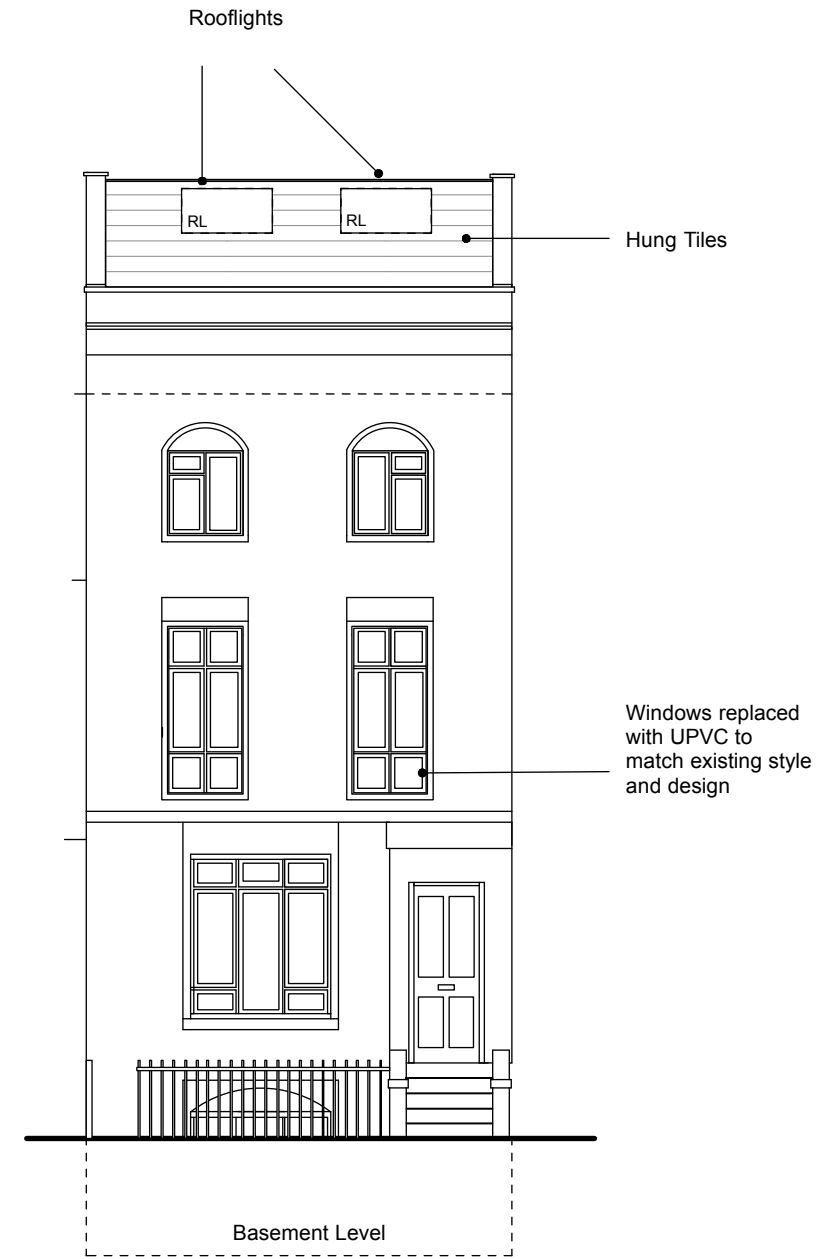 Rooflights
RL
RL
Hung Tiles
Windows replaced
with UPVC to
match existing style
and design
Basement Level